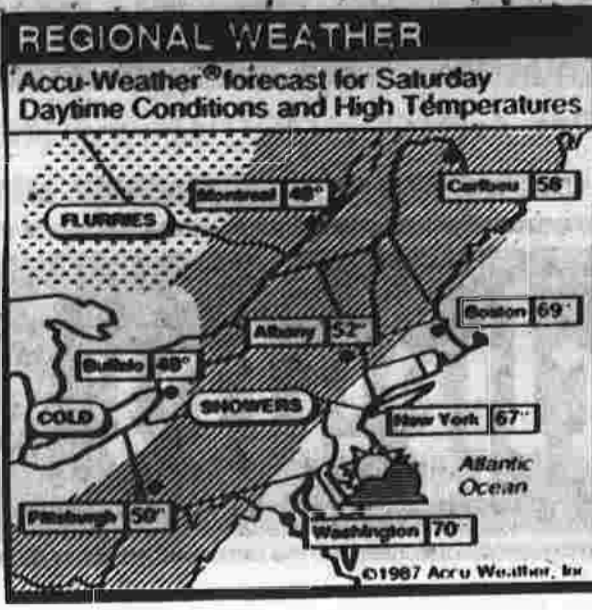 REGIONAL WEATHER
Accu-Weather® forecast for Saturday
Daytime Conditions and High Temperatures
Montreal 48°
Caribou 58°
FLURRIES
Boston 69°
Albany 52°
Buffalo 48°
COLD
SHOWERS
New York 67°
Atlantic
Ocean
Pittsburgh 50°
Washington 70°
©1987 Accu Weather, Inc